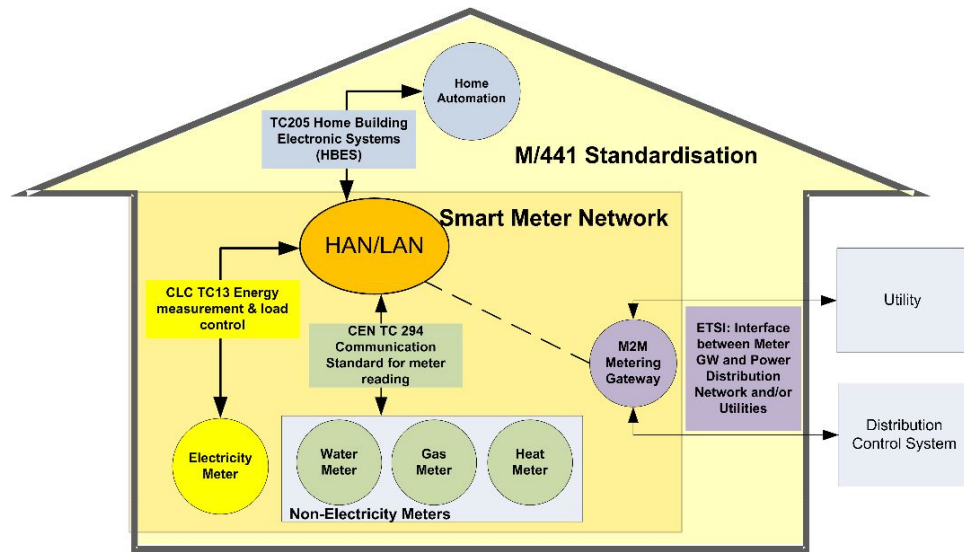 Home
Automation
TC205 Home Building
Electronic Systems
(HBES)
M/441 Standardisation
Smart Meter Network
HAN/LAN
CLC TC13 Energy
measurement & load
control
CEN TC 294
Communication
Standard for meter
reading
M2M
Metering
Gateway
ETSI: Interface
between Meter
GW and Power
Distribution
Network and/or
Utilities
Utility
Distribution
Control System
Electricity
Meter
Water
Meter
Gas
Meter
Heat
Meter
Non-Electricity Meters